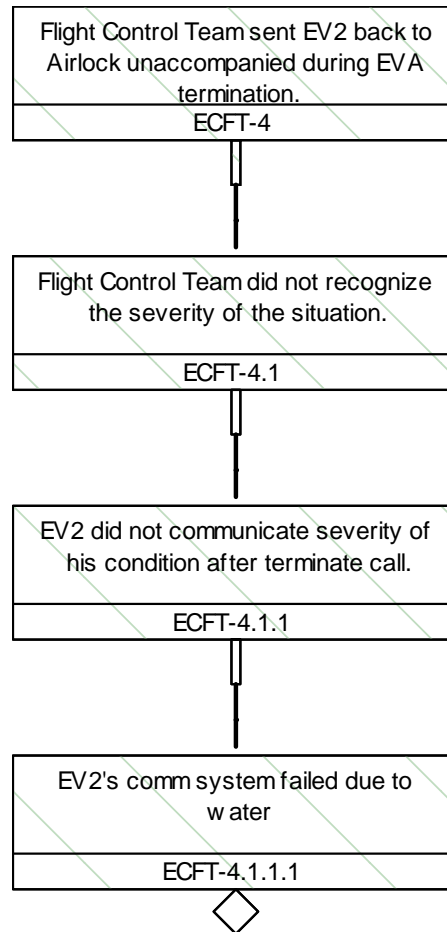 Flight Control Team sent EV2 back to
Airlock unaccompanied during EVA
termination.
ECFT-4
Flight Control Team did not recognize
the severity of the situation.
ECFT-4.1
EV2 did not communicate severity of
his condition after terminate call.
ECFT-4.1.1
EV2's comm system failed due to
water
ECFT-4.1.1.1